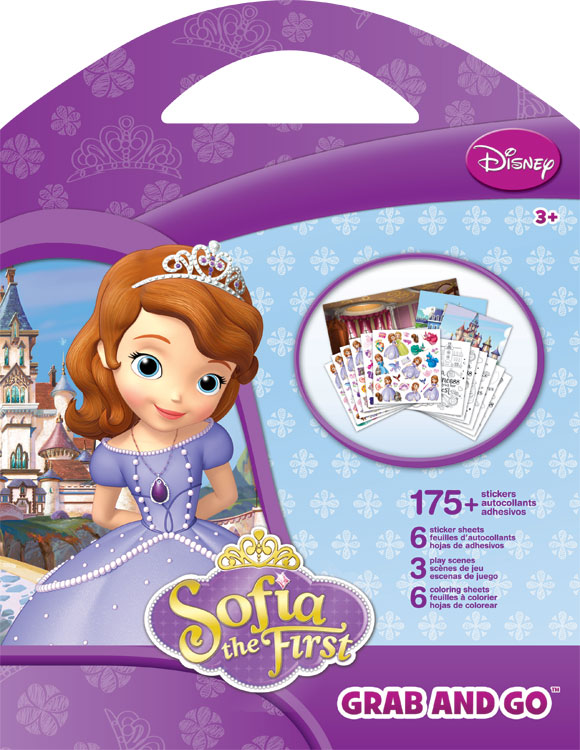 Disney
3+
175+ stickers
autocollants
adhesivos
6 sticker sheets
feuilles d'autocollants
hojas de adhesivos
3 play scenes
scènes de jeu
escenas de juego
6 coloring sheets
feuilles à colorier
hojas de colorear
Sofia
the First
GRAB AND GO™